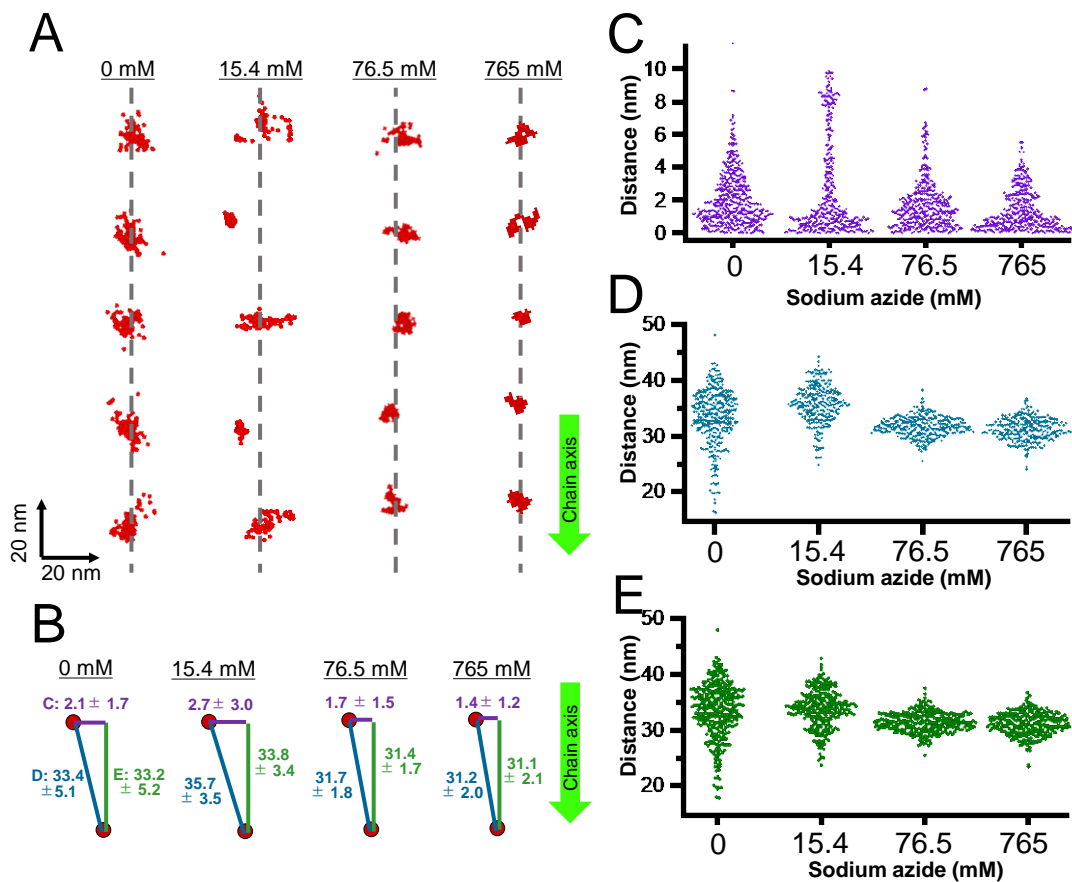 A
0 mM
15.4 mM
76.5 mM
765 mM
Chain axis
20 nm
20 nm
B
0 mM
15.4 mM
76.5 mM
765 mM
C: 2.1 ± 1.7
2.7 ± 3.0
1.7 ± 1.5
1.4 ± 1.2
D: 33.4
±5.1
E: 33.2
± 5.2
35.7
± 3.5
33.8
± 3.4
31.7
± 1.8
31.4
± 1.7
31.2
± 2.0
31.1
± 2.1
Chain axis
C
Distance (nm)
10
8
6
4
2
0
0
15.4
76.5
765
Sodium azide (mM)
D
Distance (nm)
50
40
30
20
0
15.4
76.5
765
Sodium azide (mM)
E
Distance (nm)
50
40
30
20
0
15.4
76.5
765
Sodium azide (mM)